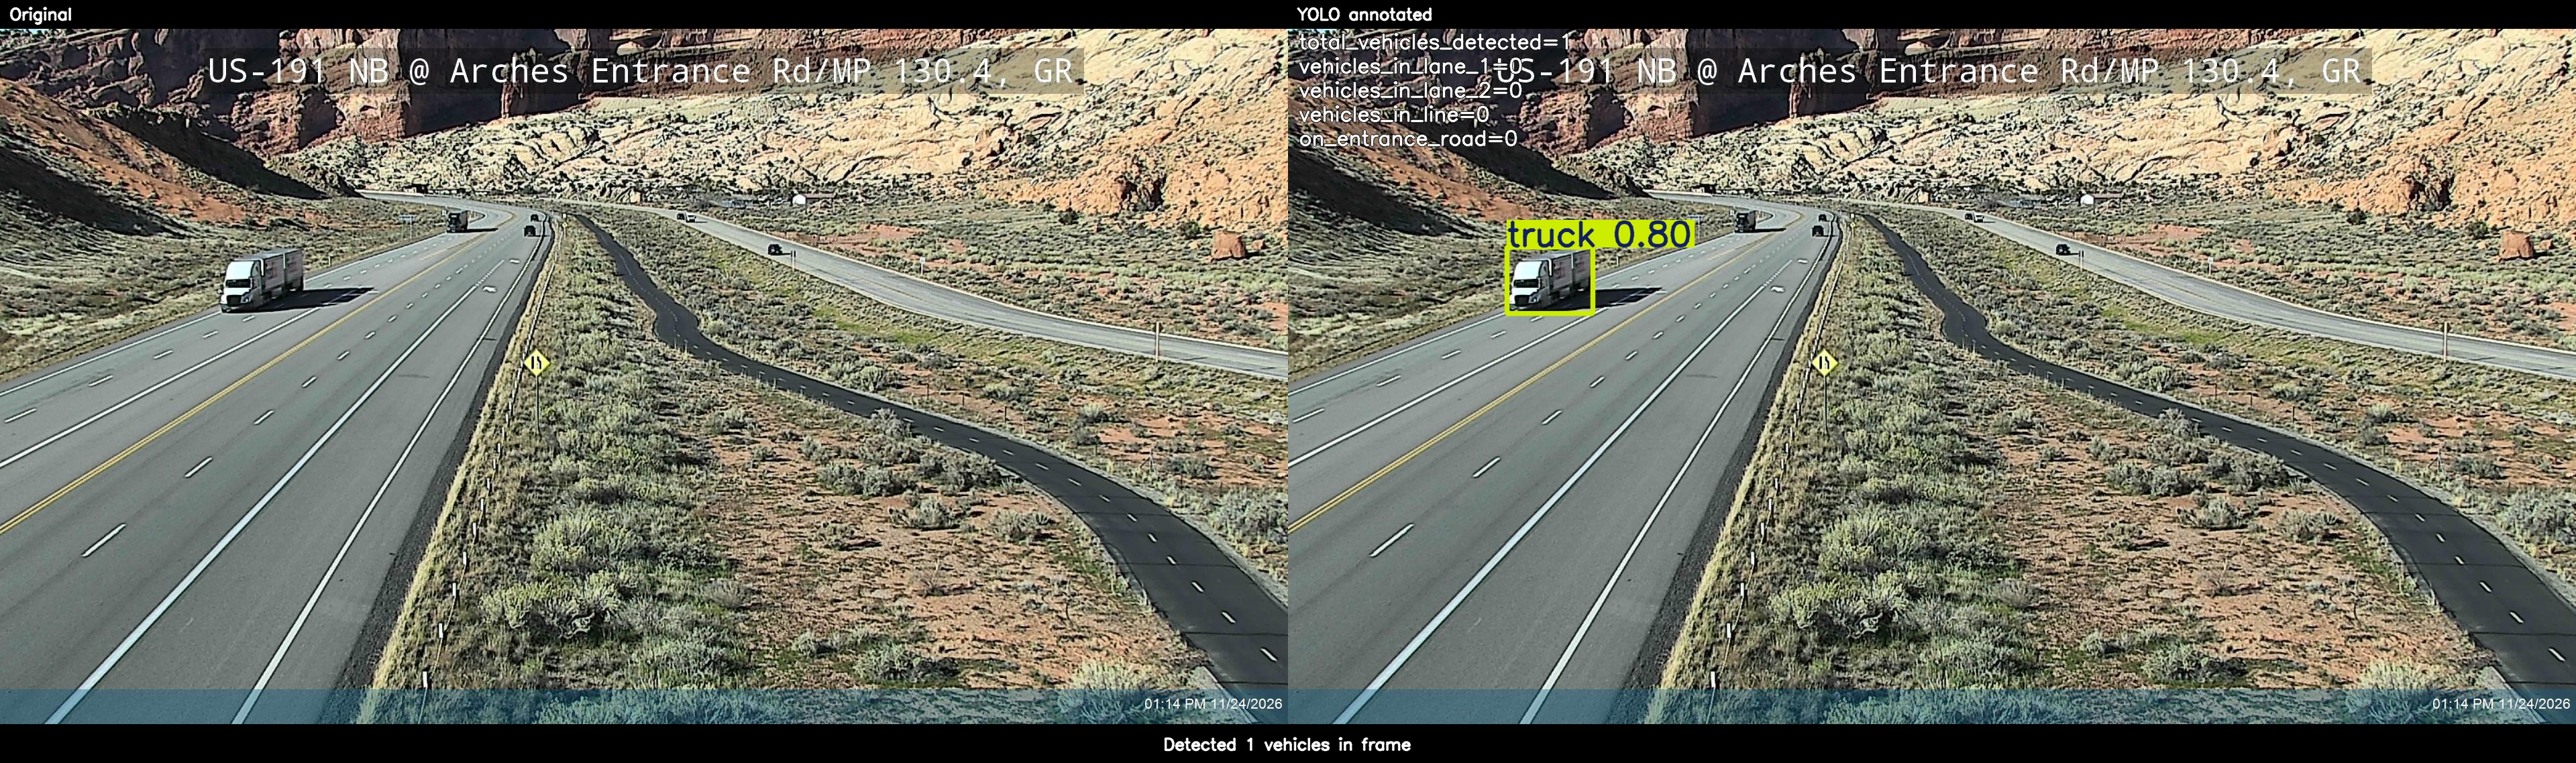 Original
US-191 NB @ Arches Entrance Rd/MP 130.4, GR
01:14 PM 11/24/2026
YOLO annotated
total_vehicles_detected=1
vehicles_in_lane_1=0
US-191 NB @ Arches Entrance Rd/MP 130.4, GR
vehicles_in_lane_2=0
vehicles_in_line=0
on_entrance_road=0
truck 0.80
01:14 PM 11/24/2026
Detected 1 vehicles in frame